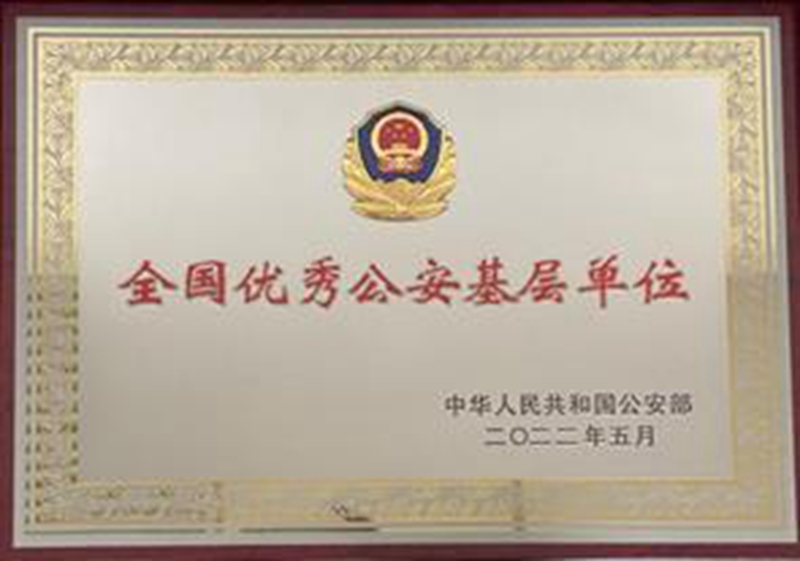 全国优秀公安基层单位
中华人民共和国公安部
二〇二二年五月